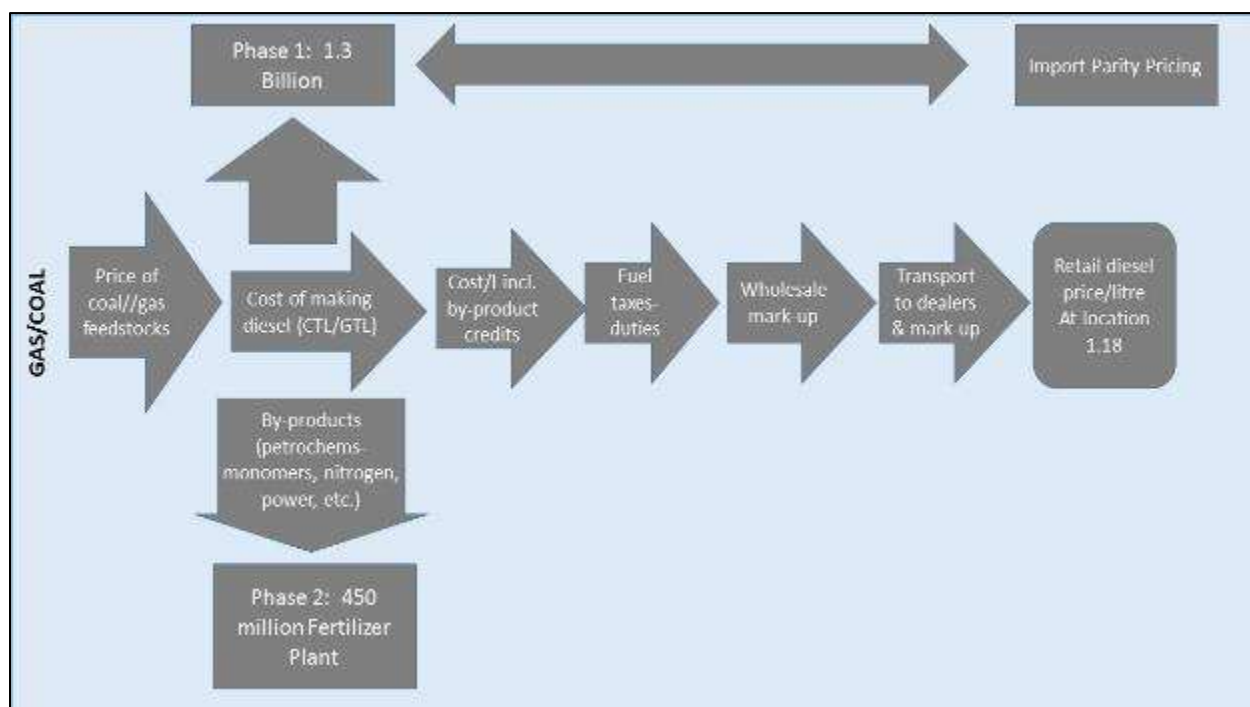 Phase 1:  1.3
Billion
Import Parity Pricing
GAS/COAL
Price of
coal//gas
feedstocks
Cost of making
diesel (CTL/GTL)
Cost/l incl.
by-product
credits
Fuel
taxes-
duties
Wholesale
mark-up
Transport
to dealers
& mark up
Retail diesel
price/litre
At location
1.18
By-products
(petrochems-
monomers, nitrogen,
power, etc.)
Phase 2:  450
million Fertilizer
Plant